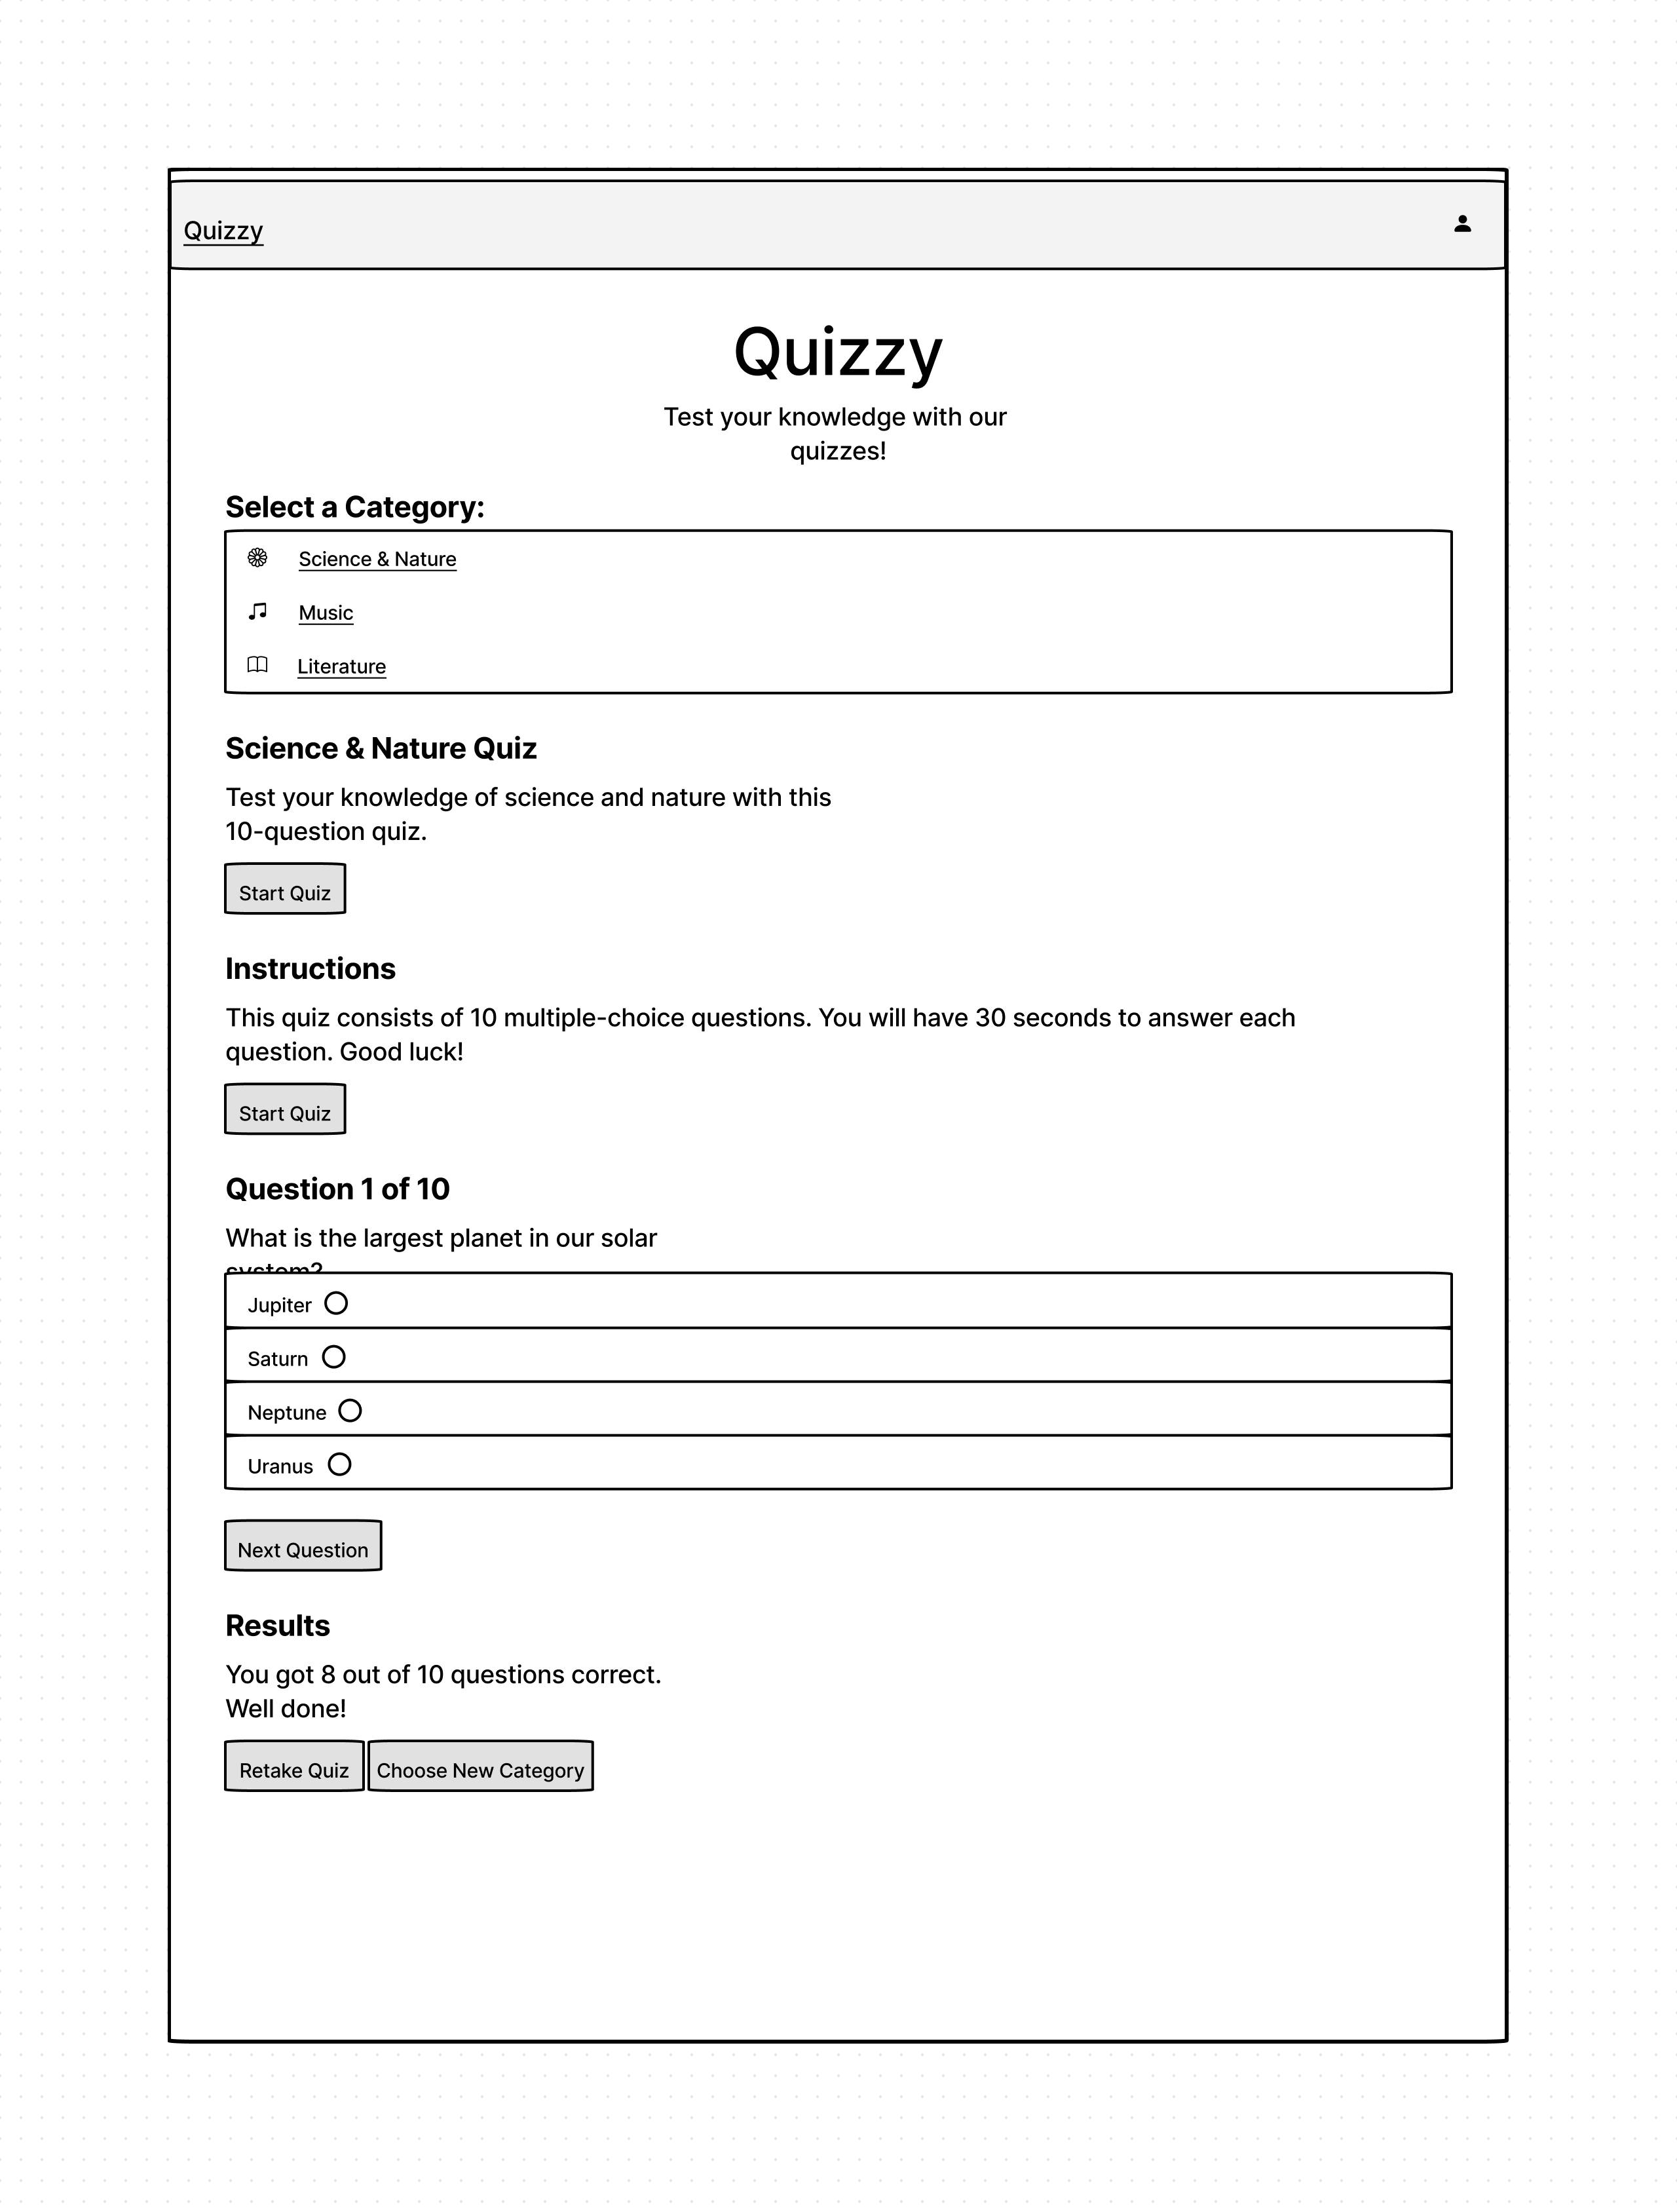 Quizzy
Quizzy
Test your knowledge with our
quizzes!
Select a Category:
Science & Nature
Music
Literature
Science & Nature Quiz
Test your knowledge of science and nature with this
10-question quiz.
Start Quiz
Instructions
This quiz consists of 10 multiple-choice questions. You will have 30 seconds to answer each
question. Good luck!
Start Quiz
Question 1 of 10
What is the largest planet in our solar
system?
Jupiter
Saturn
Neptune
Uranus
Next Question
Results
You got 8 out of 10 questions correct.
Well done!
Retake Quiz Choose New Category